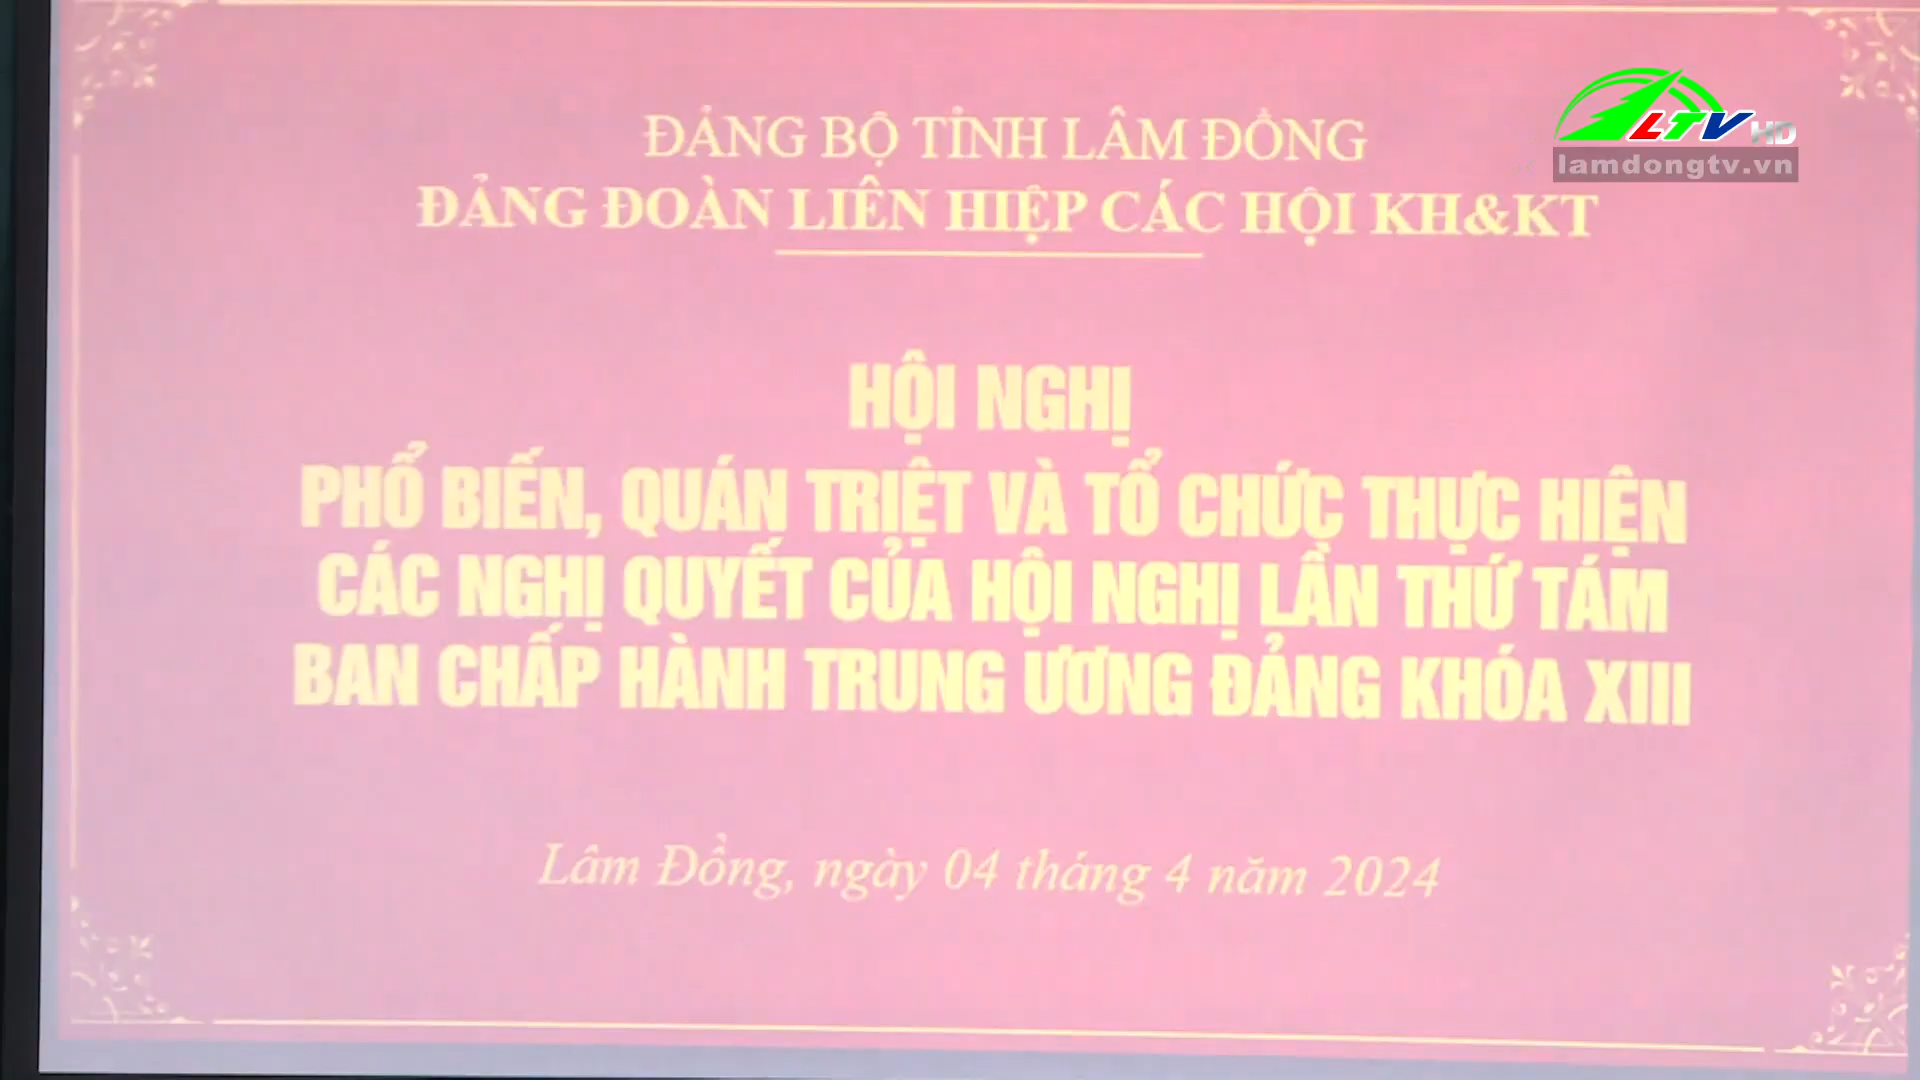 LTV HD
lamdongtv.vn
ĐẢNG BỘ TỈNH LÂM ĐỒNG
ĐẢNG ĐOÀN LIÊN HIỆP CÁC HỘI KH&KT
HỘI NGHỊ
PHỔ BIẾN, QUÁN TRIỆT VÀ TỔ CHỨC THỰC HIỆN
CÁC NGHỊ QUYẾT CỦA HỘI NGHỊ LẦN THỨ TÁM
BAN CHẤP HÀNH TRUNG ƯƠNG ĐẢNG KHÓA XIII
Lâm Đồng, ngày 04 tháng 4 năm 2024